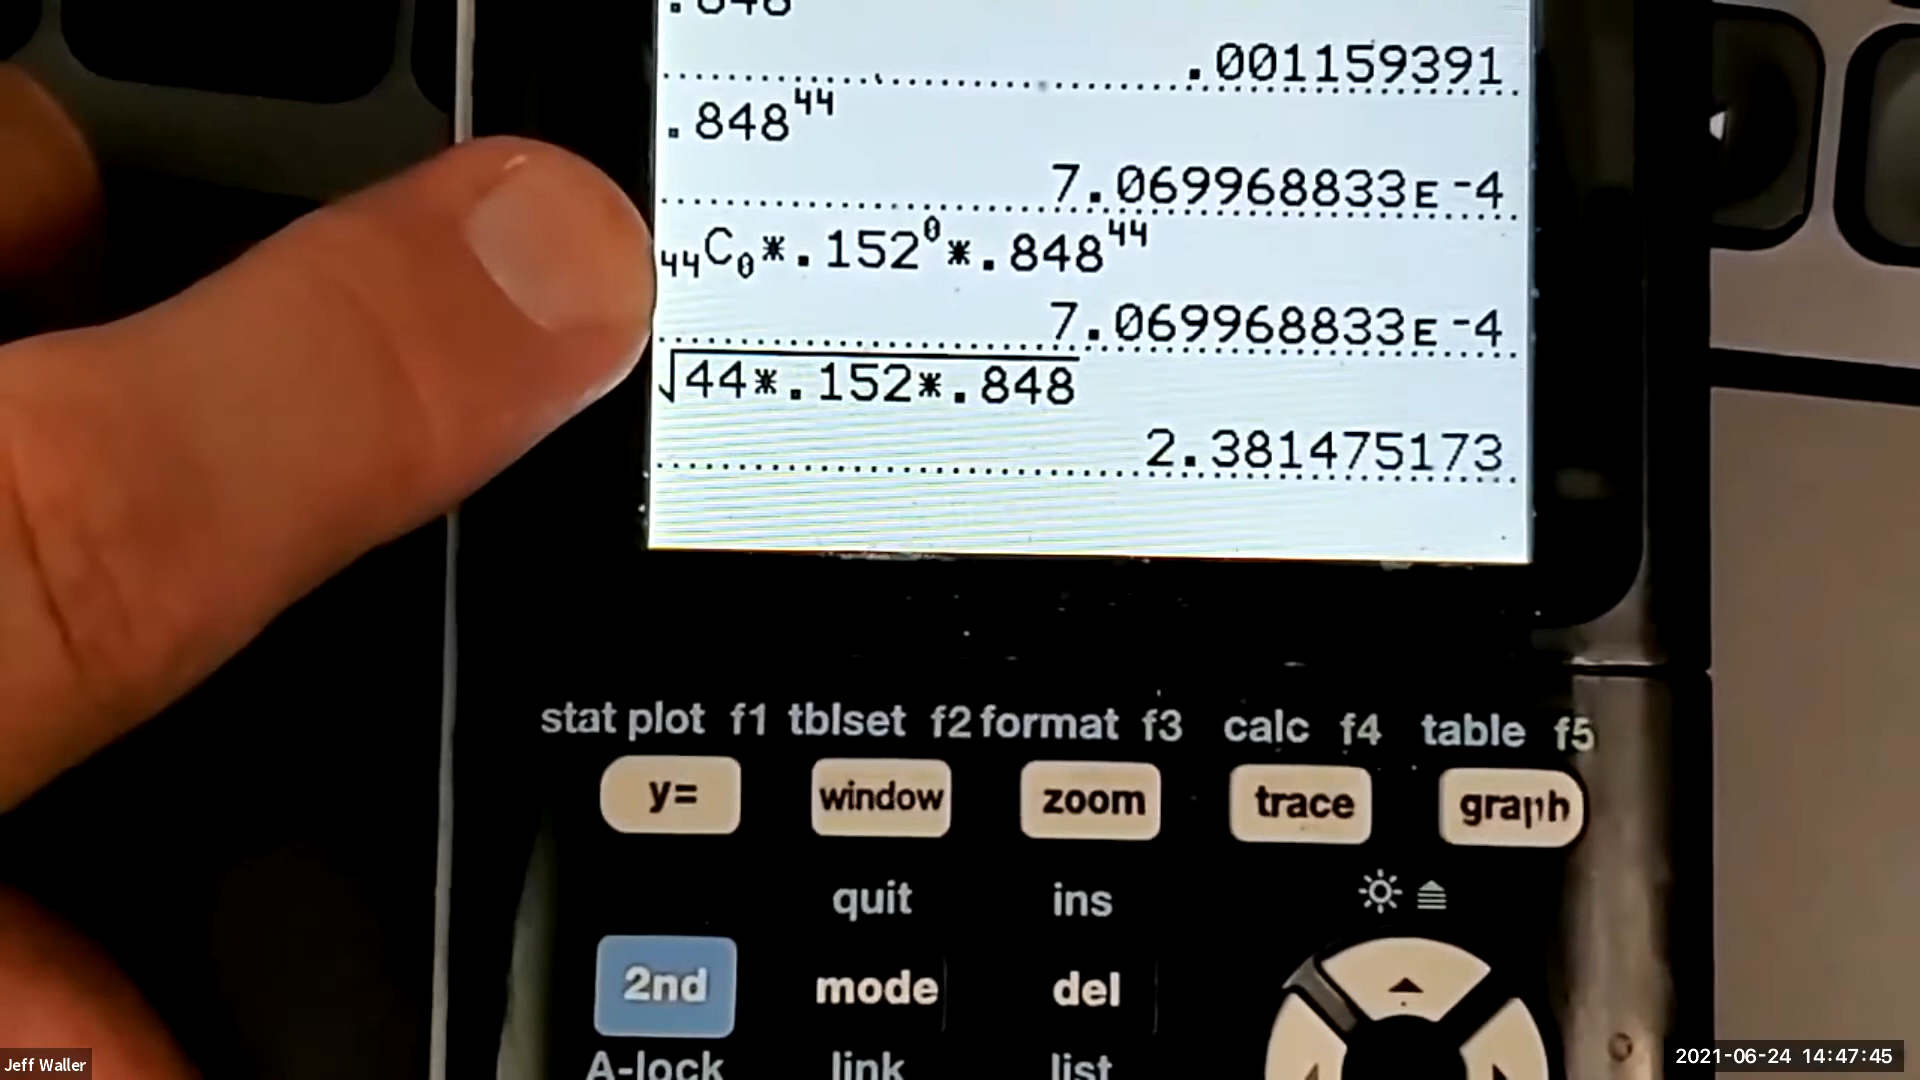 .848
.001159391
.848⁴⁴
7.069968833ᴇ-4
₄₄C₀*.152⁰*.848⁴⁴
7.069968833ᴇ-4
√44*.152*.848
2.381475173
stat plot f1 tblset f2 format f3 calc f4 table f5
y= window zoom trace graph
quit ins
2nd mode del
A-lock link list
Jeff Waller
2021-06-24 14:47:45